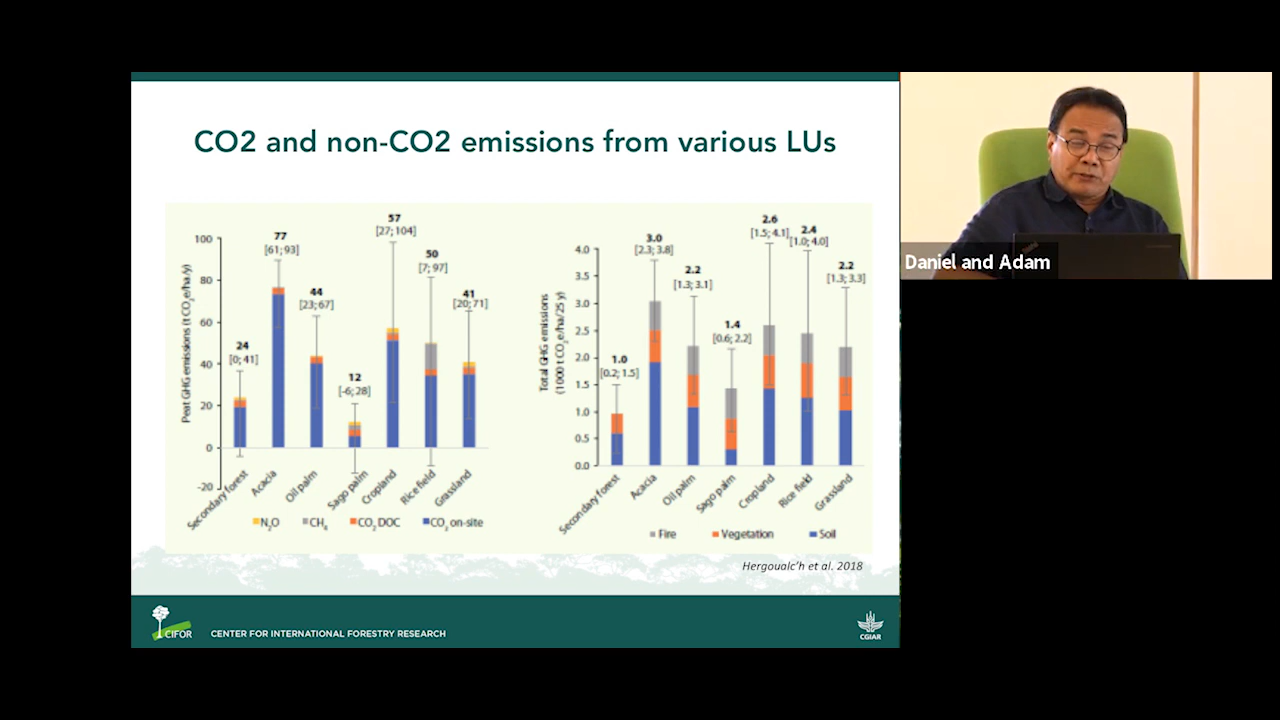 CO2 and non-CO2 emissions from various LUs
Peat GHG emissions (t CO₂e/ha/y)
100
80
60
40
20
0
-20
24
[0; 41]
77
[61; 93]
44
[23; 67]
12
[-6; 28]
57
[27; 104]
50
[7; 97]
41
[20; 71]
Secondary forest
Acacia
Oil palm
Sago palm
Cropland
Rice field
Grassland
N₂O
CH₄
CO₂ DOC
CO₂ on-site
Total GHG emissions
(1000 t CO₂e/ha/25 y)
4.0
3.5
3.0
2.5
2.0
1.5
1.0
0.5
0.0
1.0
[0.2; 1.5]
3.0
[2.3; 3.8]
2.2
[1.3; 3.1]
1.4
[0.6; 2.2]
2.6
[1.5; 4.1]
2.4
[1.0; 4.0]
2.2
[1.3; 3.3]
Secondary forest
Acacia
Oil palm
Sago palm
Cropland
Rice field
Grassland
Fire
Vegetation
Soil
Hergoualc'h et al. 2018
CIFOR
CENTER FOR INTERNATIONAL FORESTRY RESEARCH
CGIAR
Daniel and Adam